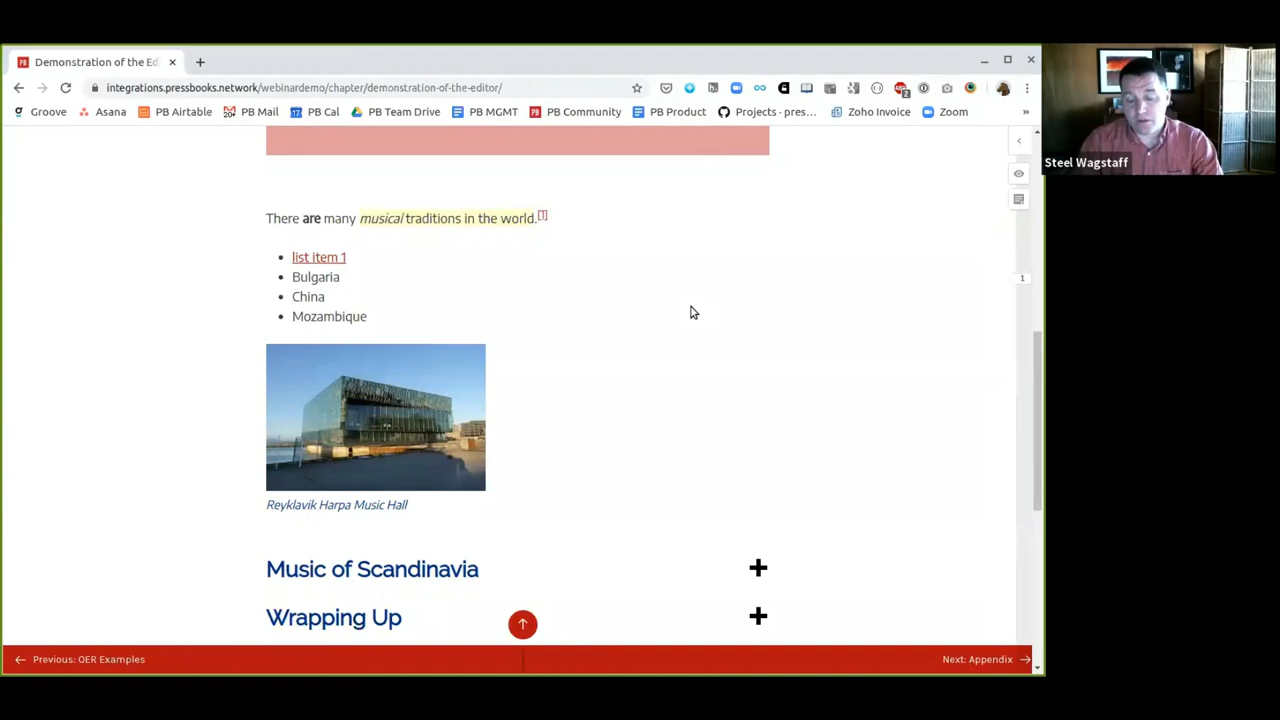 Demonstration of the Ed
integrations.pressbooks.network/webinardemo/chapter/demonstration-of-the-editor/
Groove Asana PB Airtable PB Mail PB Cal PB Team Drive PB MGMT PB Community PB Product Projects · pres… Zoho Invoice Zoom »
Steel Wagstaff
There are many musical traditions in the world.[1]
list item 1
Bulgaria
1
China
Mozambique
Reyklavik Harpa Music Hall
Music of Scandinavia
Wrapping Up
Previous: OER Examples
Next: Appendix